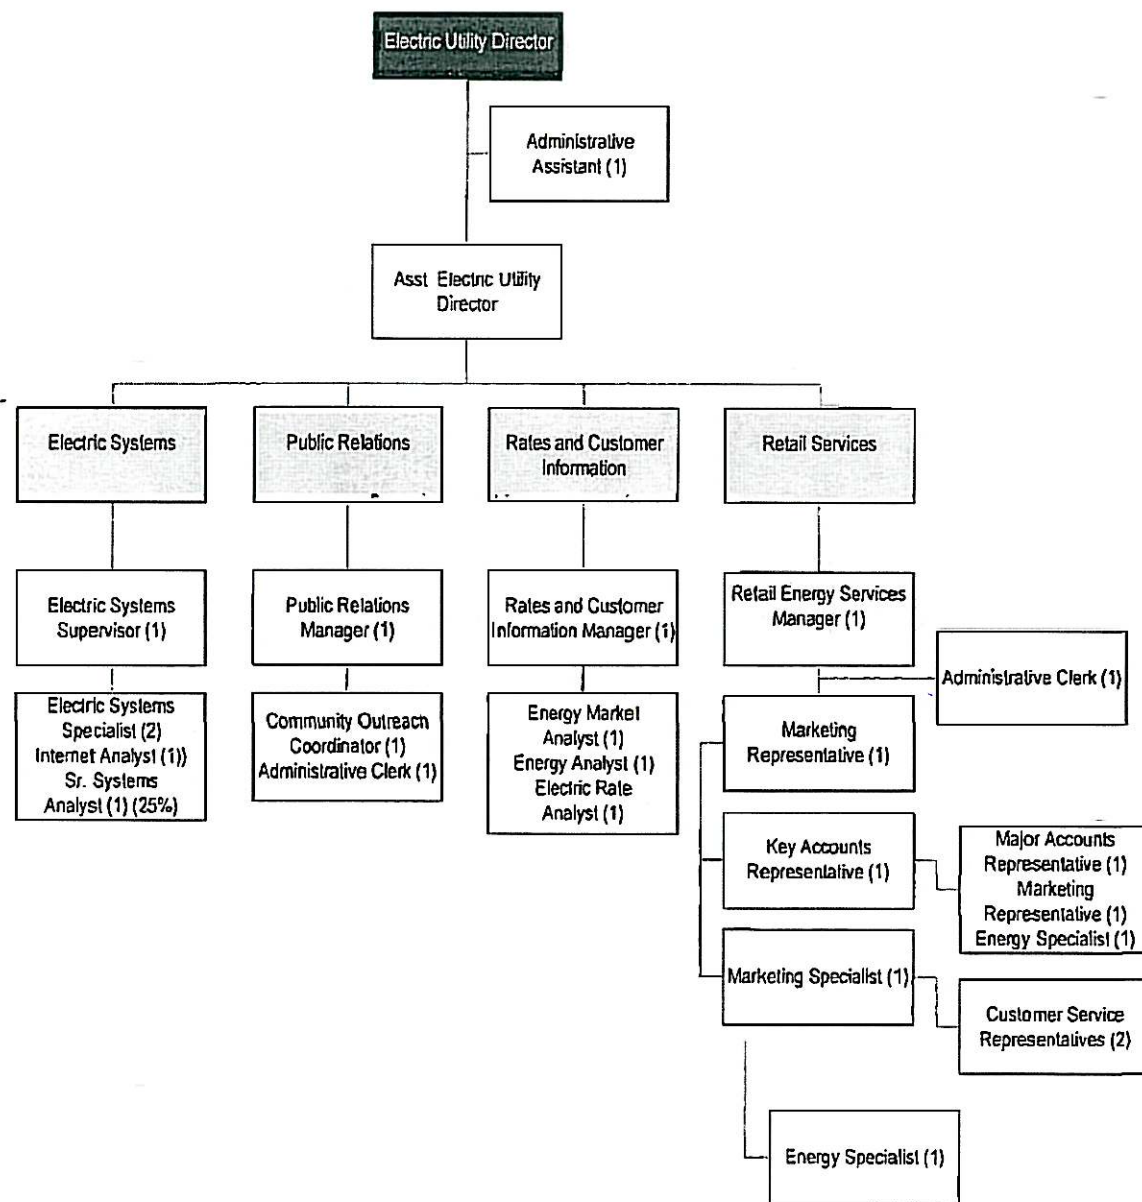 Electric Utility Director
Administrative
Assistant (1)
Asst Electric Utility
Director
Electric Systems
Public Relations
Rates and Customer
Information
Retail Services
Electric Systems
Supervisor (1)
Public Relations
Manager (1)
Rates and Customer
Information Manager (1)
Retail Energy Services
Manager (1)
Administrative Clerk (1)
Electric Systems
Specialist (2)
Internet Analyst (1))
Sr. Systems
Analyst (1) (25%)
Community Outreach
Coordinator (1)
Administrative Clerk (1)
Energy Market
Analyst (1)
Energy Analyst (1)
Electric Rate
Analyst (1)
Marketing
Representative (1)
Key Accounts
Representative (1)
Major Accounts
Representative (1)
Marketing
Representative (1)
Energy Specialist (1)
Marketing Specialist (1)
Customer Service
Representatives (2)
Energy Specialist (1)